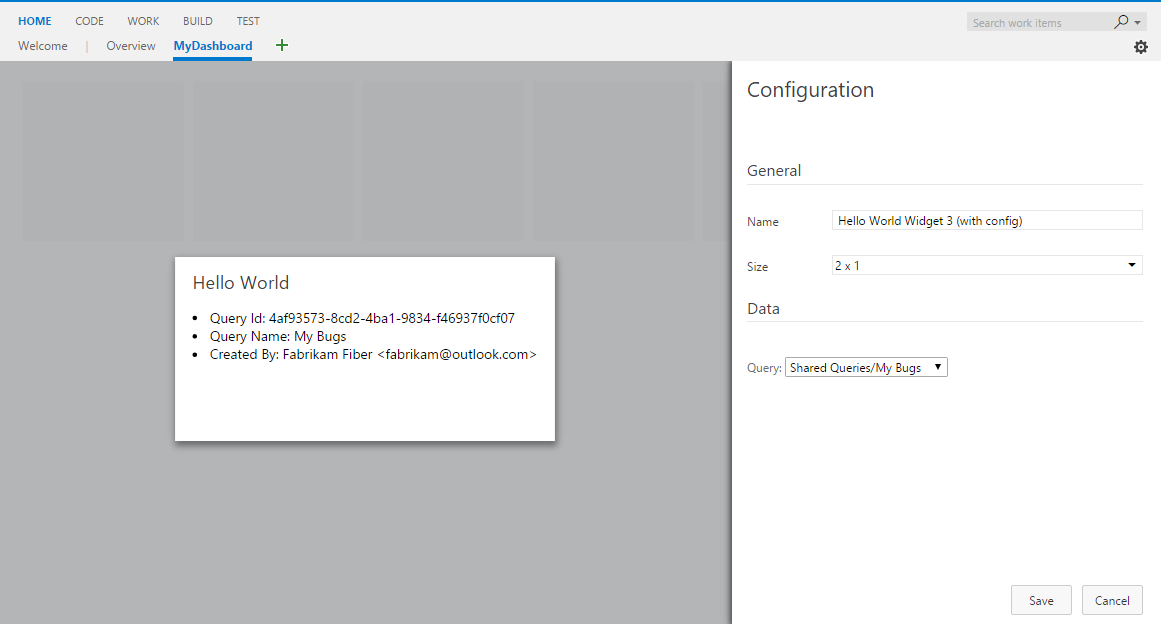 HOME CODE WORK BUILD TEST
Search work items
Welcome | Overview MyDashboard +
Configuration
General
Name Hello World Widget 3 (with config)
Size 2 x 1
Data
Query: Shared Queries/My Bugs
Hello World
• Query Id: 4af93573-8cd2-4ba1-9834-f46937f0cf07
• Query Name: My Bugs
• Created By: Fabrikam Fiber <fabrikam@outlook.com>
Save Cancel